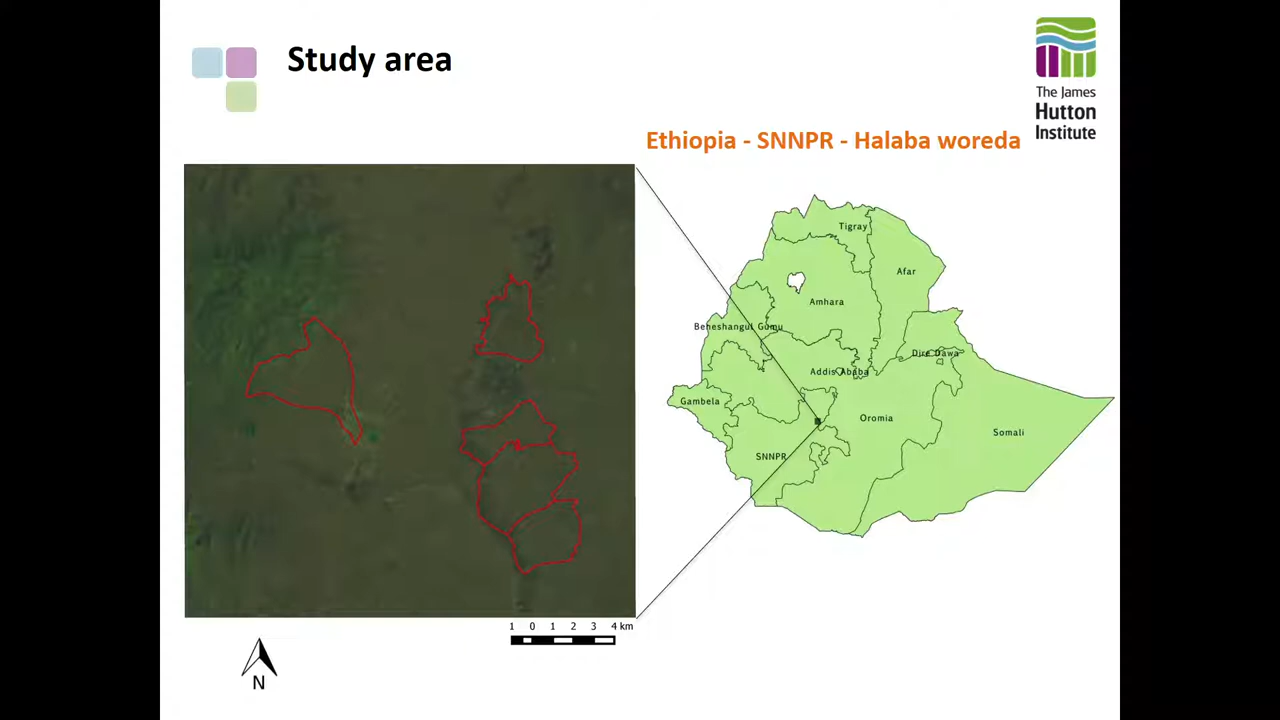 Study area
The James
Hutton
Institute
Ethiopia - SNNPR - Halaba woreda
Tigray
Afar
Amhara
Beneshangul Gumu
Dire Dawa
Addis Ababa
Gambela
Oromia
Somali
SNNPR
1 0 1 2 3 4 km
N